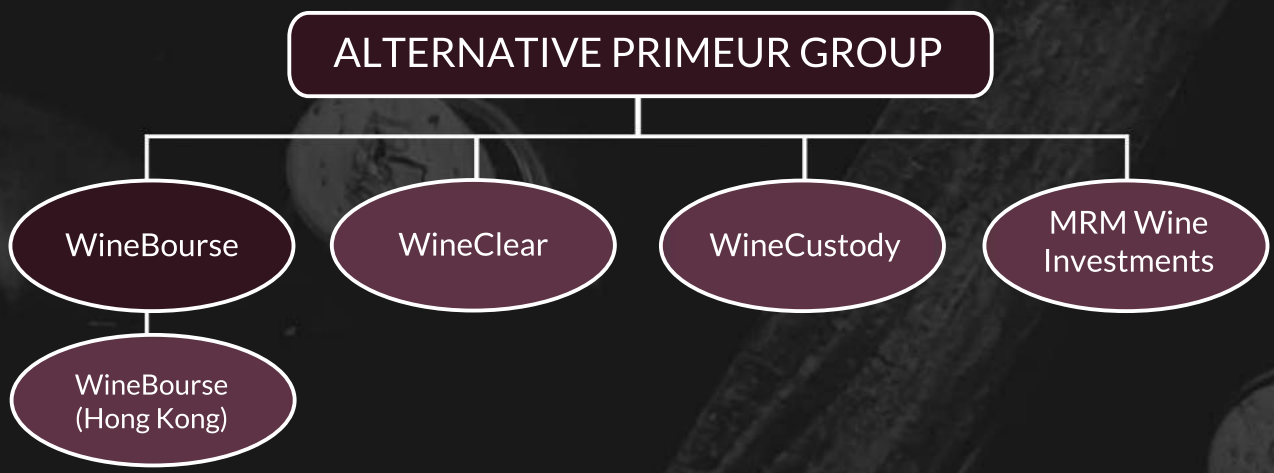 ALTERNATIVE PRIMEUR GROUP
WineBourse
WineClear
WineCustody
MRM Wine
Investments
WineBourse
(Hong Kong)